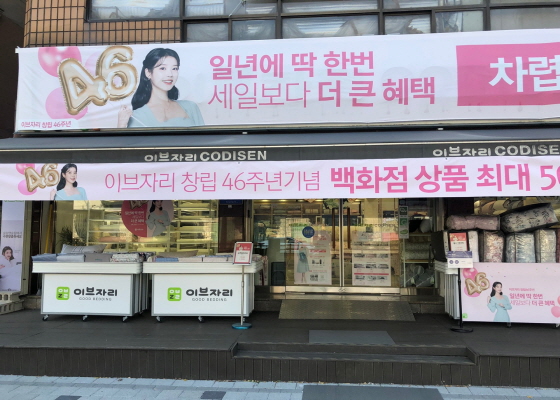 46
일년에 딱 한번
세일보다 더 큰 혜택
차렵
이브자리 창립 46주년
이브자리 CODISEN
이브자리 CODISEN
46
이브자리 창립 46주년기념 백화점 상품 최대 50
이브자리
GOOD BEDDING
이브자리
GOOD BEDDING
46
일년에 딱 한번
세일보다 더 큰 혜택